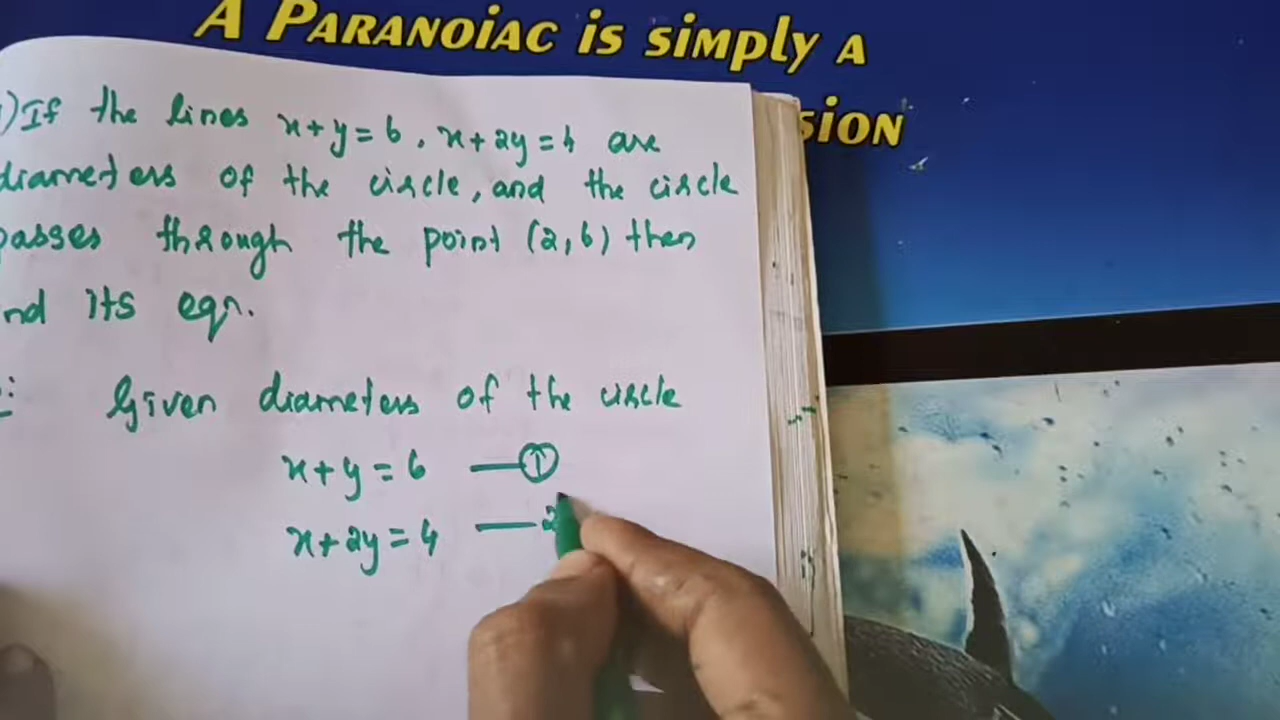 A PARANOIAC IS SIMPLY A
SION
)If the lines x+y=6, x+2y=4 are
diameters of the circle, and the circle
passes through the point (2,6) then
nd its eqn.
Given diameters of the circle
x+y=6 —①
x+2y=4 —2